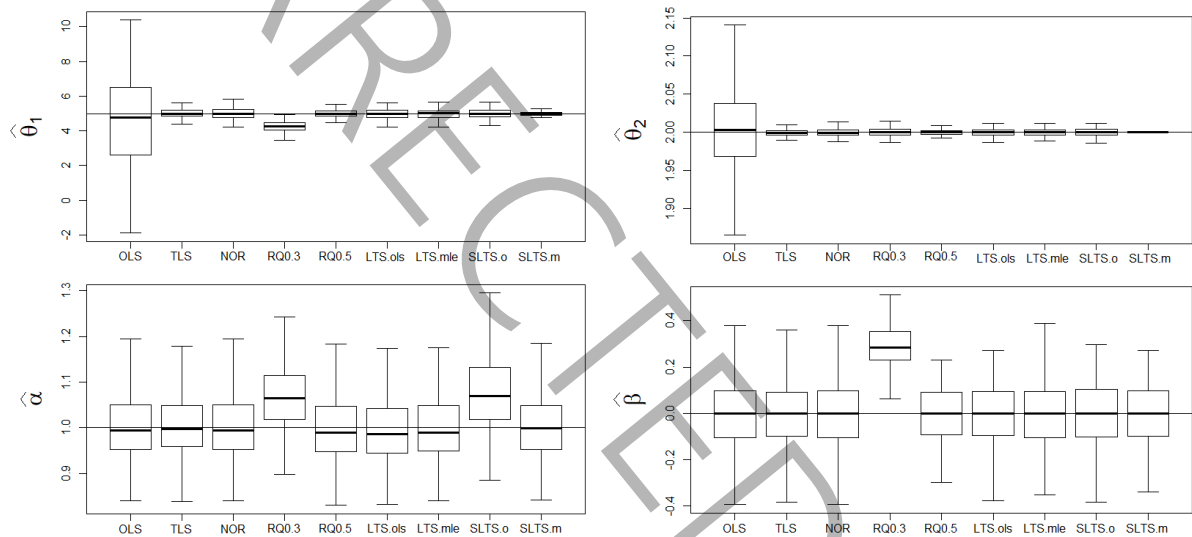 10
8
6
4
2
0
-2
θ̂₁
OLS TLS NOR RQ0.3 RQ0.5 LTS.ols LTS.mle SLTS.o SLTS.m
2.15
2.10
2.05
2.00
1.95
1.90
θ̂₂
OLS TLS NOR RQ0.3 RQ0.5 LTS.ols LTS.mle SLTS.o SLTS.m
1.3
1.2
1.1
1.0
0.9
α̂
OLS TLS NOR RQ0.3 RQ0.5 LTS.ols LTS.mle SLTS.o SLTS.m
0.4
0.2
0.0
-0.2
-0.4
β̂
OLS TLS NOR RQ0.3 RQ0.5 LTS.ols LTS.mle SLTS.o SLTS.m
RECTED